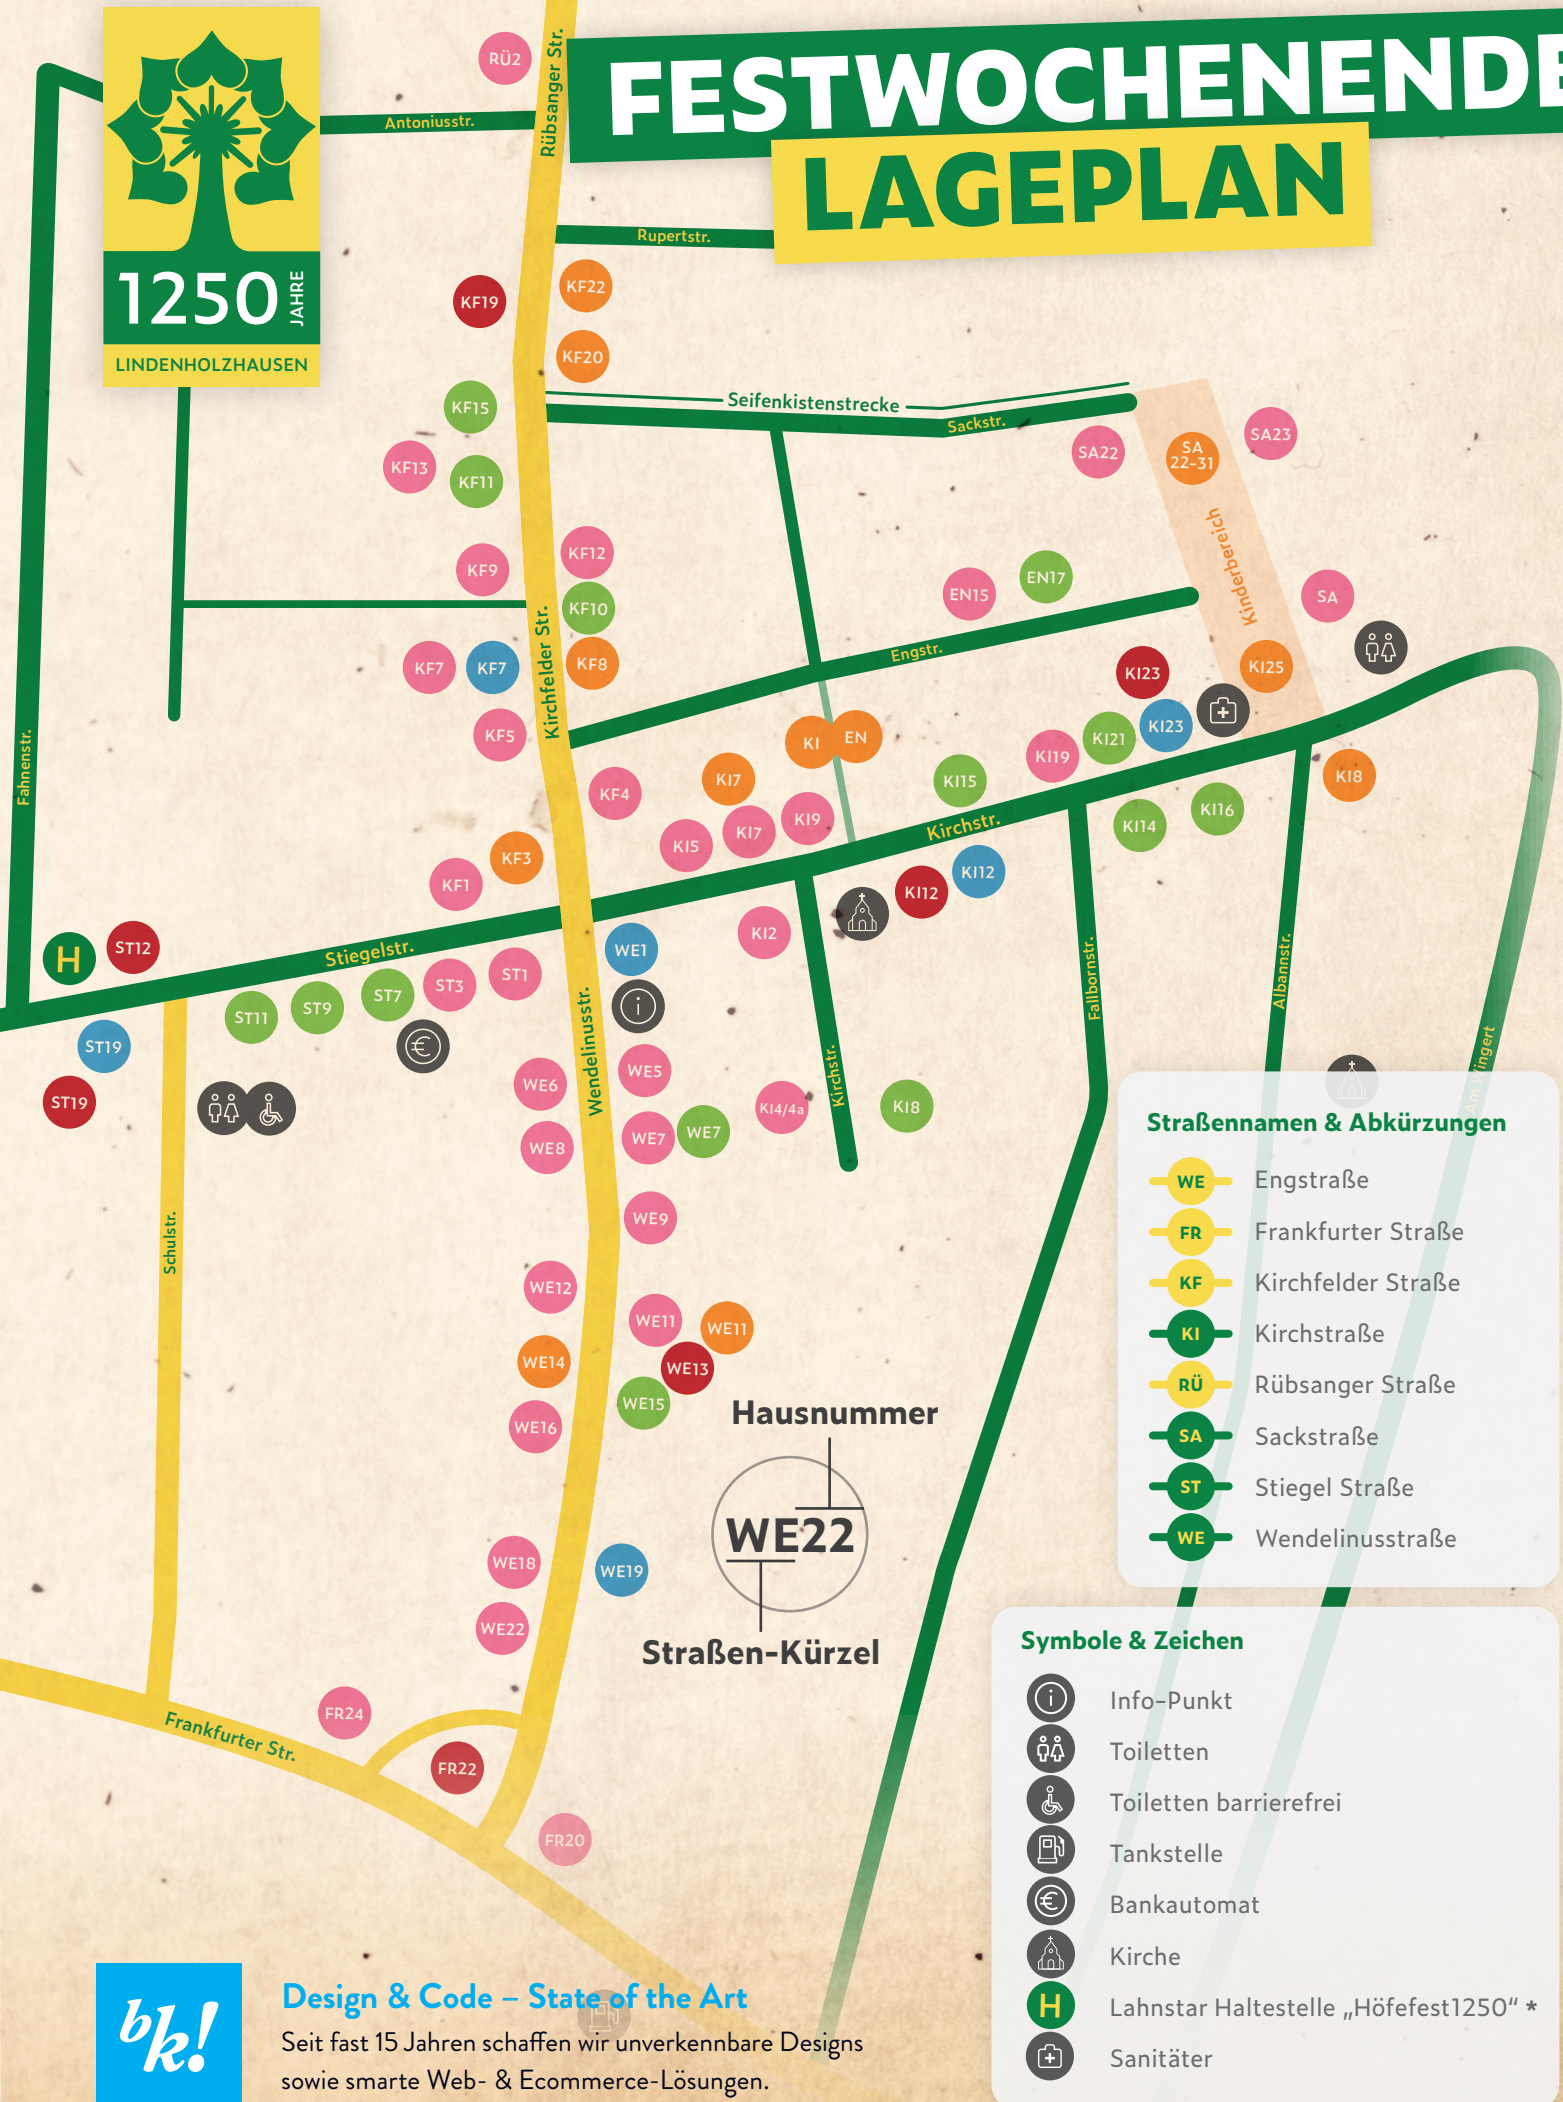 FESTWOCHENENDE
LAGEPLAN
1250 JAHRE
LINDENHOLZHAUSEN
RÜ2
Rübsanger Str.
Antoniusstr.
Rupertstr.
KF19
KF22
KF20
KF15
Seifenkistenstrecke
Sackstr.
KF13
KF11
SA22
SA
22-31
SA23
Kinderbereich
KF9
KF12
KF10
EN15
EN17
SA
Kirchfelder Str.
KF7
KF7
KF8
Engstr.
KI23
KI25
KF5
KI
EN
KI19
KI21
KI23
Fahnenstr.
KF4
KI7
KI15
KI8
KI5
KI7
KI9
Kirchstr.
KI14
KI16
KF3
KF1
KI12
KI12
H
ST12
Stiegelstr.
WE1
KI2
ST11
ST9
ST7
ST3
ST1
Wendelinusstr.
Fallbornstr.
Albannstr.
ST19
ST19
WE6
WE5
Kirchstr.
KI4/4a
KI8
Am Wingert
WE8
WE7
WE7
Schulstr.
WE9
WE12
WE11
WE11
WE14
WE13
WE15
WE16
Hausnummer
WE22
Straßen-Kürzel
WE18
WE19
WE22
FR24
Frankfurter Str.
FR22
FR20
Straßennamen & Abkürzungen
WE Engstraße
FR Frankfurter Straße
KF Kirchfelder Straße
KI Kirchstraße
RÜ Rübsanger Straße
SA Sackstraße
ST Stiegel Straße
WE Wendelinusstraße
Symbole & Zeichen
Info-Punkt
Toiletten
Toiletten barrierefrei
Tankstelle
Bankautomat
Kirche
H Lahnstar Haltestelle „Höfefest1250“ *
Sanitäter
bk!
Design & Code – State of the Art
Seit fast 15 Jahren schaffen wir unverkennbare Designs
sowie smarte Web- & Ecommerce-Lösungen.